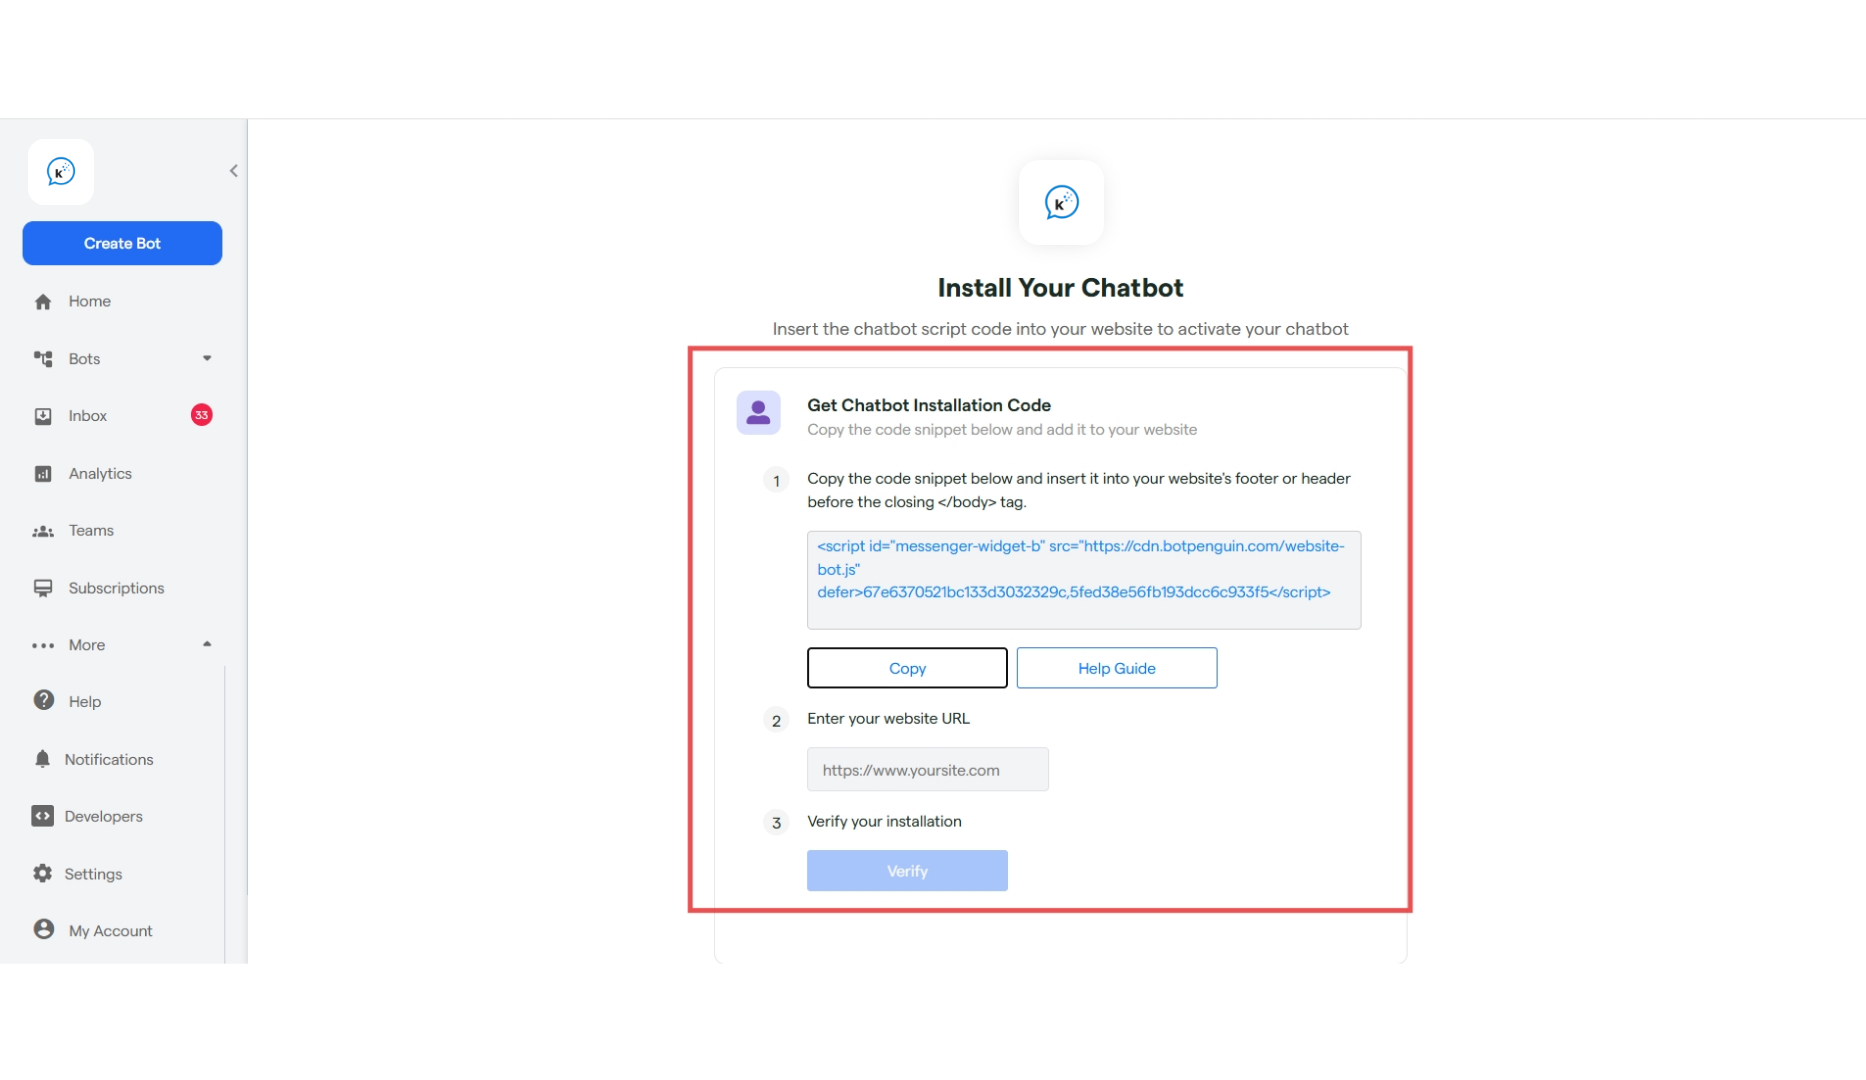 k
Create Bot
Home
Bots
Inbox
33
Analytics
Teams
Subscriptions
More
Help
Notifications
Developers
Settings
My Account
k
Install Your Chatbot
Insert the chatbot script code into your website to activate your chatbot
Get Chatbot Installation Code
Copy the code snippet below and add it to your website
1
Copy the code snippet below and insert it into your website's footer or header
before the closing </body> tag.
<script id="messenger-widget-b" src="https://cdn.botpenguin.com/website-
bot.js"
defer>67e6370521bc133d3032329c,5fed38e56fb193dcc6c933f5</script>
Copy
Help Guide
2
Enter your website URL
https://www.yoursite.com
3
Verify your installation
Verify